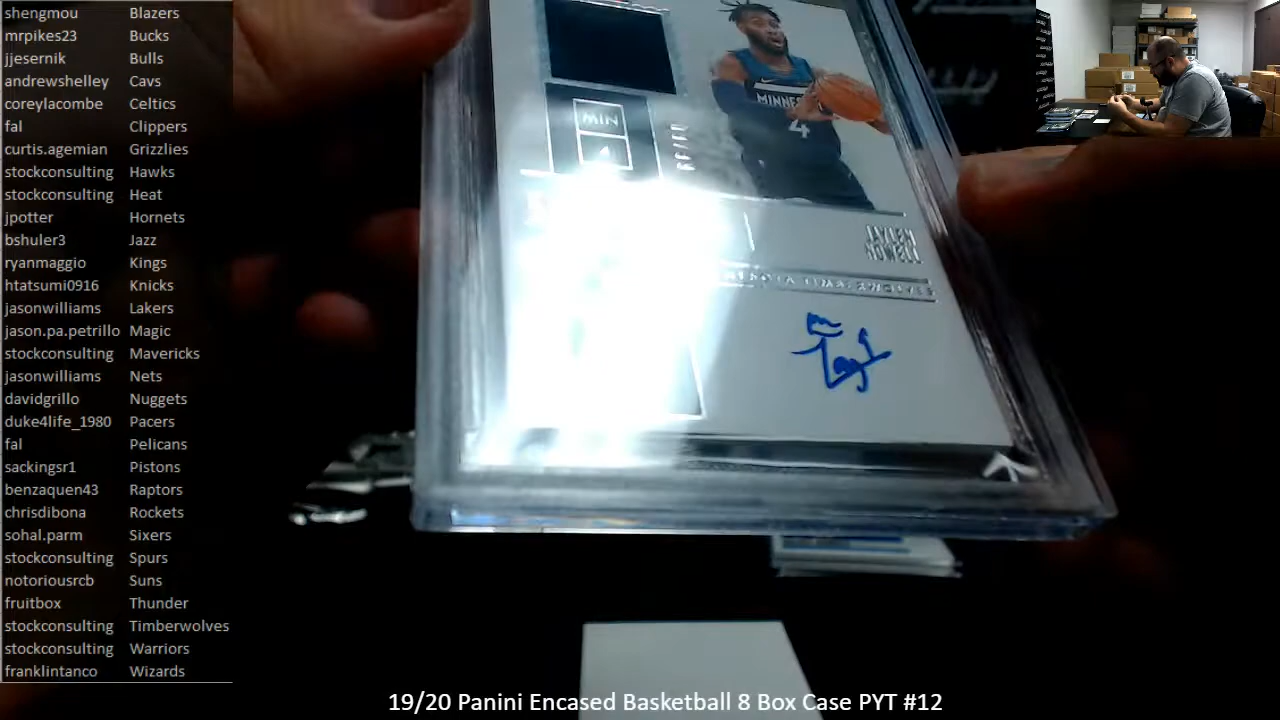 shengmou Blazers
mrpikes23 Bucks
jjesernik Bulls
andrewshelley Cavs
coreylacombe Celtics
fal Clippers
curtis.agemian Grizzlies
stockconsulting Hawks
stockconsulting Heat
jpotter Hornets
bshuler3 Jazz
ryanmaggio Kings
htatsumi0916 Knicks
jasonwilliams Lakers
jason.pa.petrillo Magic
stockconsulting Mavericks
jasonwilliams Nets
davidgrillo Nuggets
duke4life_1980 Pacers
fal Pelicans
sackingsr1 Pistons
benzaquen43 Raptors
chrisdibona Rockets
sohal.parm Sixers
stockconsulting Spurs
notoriousrcb Suns
fruitbox Thunder
stockconsulting Timberwolves
stockconsulting Warriors
franklintanco Wizards
MIN
4
JAYLEN
NOWELL
19/20 Panini Encased Basketball 8 Box Case PYT #12